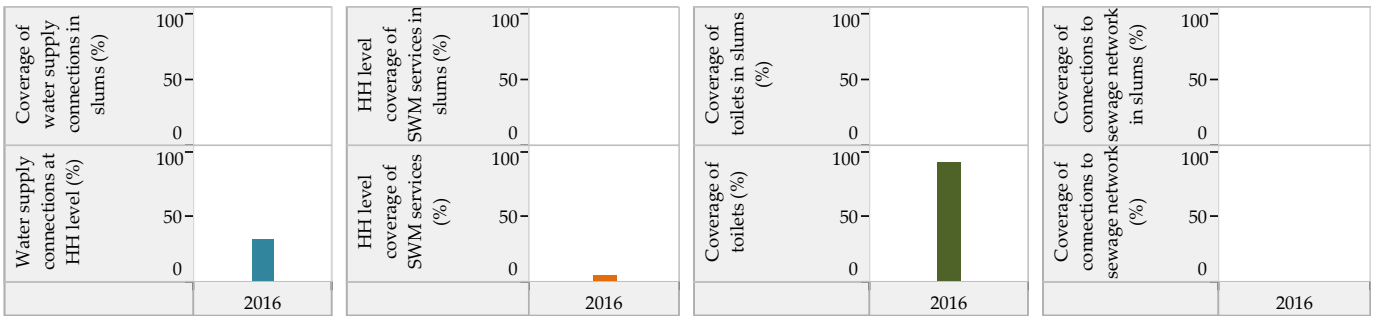 Coverage of
water supply
connections in
slums (%)
100
50
0
Water supply
connections at
HH level (%)
100
50
0
2016
HH level
coverage of
SWM services in
slums (%)
100
50
0
HH level
coverage of
SWM services
(%)
100
50
0
2016
Coverage of
toilets in slums
(%)
100
50
0
Coverage of
toilets (%)
100
50
0
2016
Coverage of
connections to
sewage network
in slums (%)
100
50
0
Coverage of
connections to
sewage network
(%)
100
50
0
2016